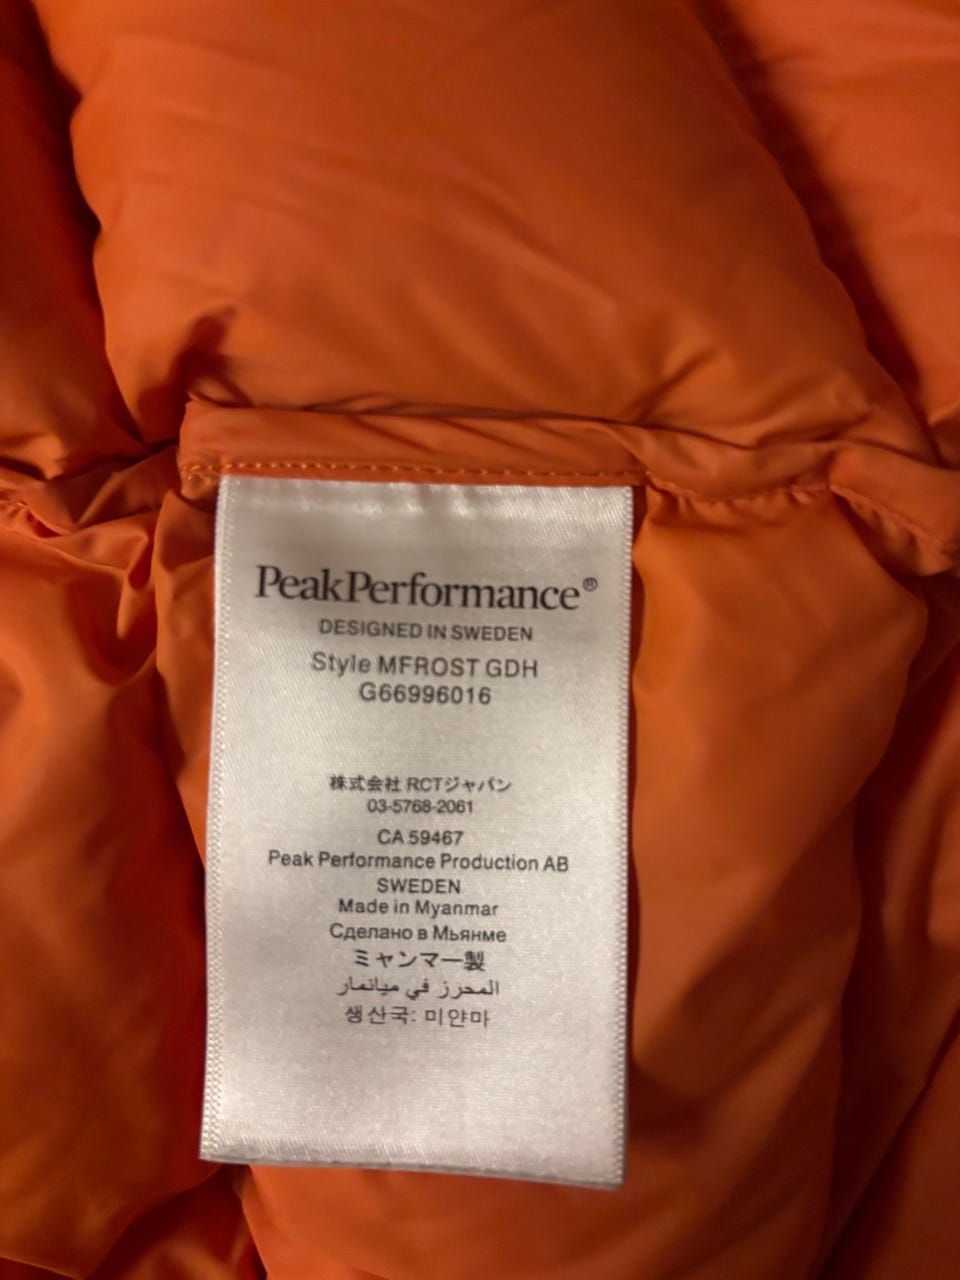 PeakPerformance®
DESIGNED IN SWEDEN
Style MFROST GDH
G66996016
株式会社 RCTジャパン
03-5768-2061
CA 59467
Peak Performance Production AB
SWEDEN
Made in Myanmar
Сделано в Мьянме
ミャンマー製
المحرز في ميانمار
생산국: 미얀마